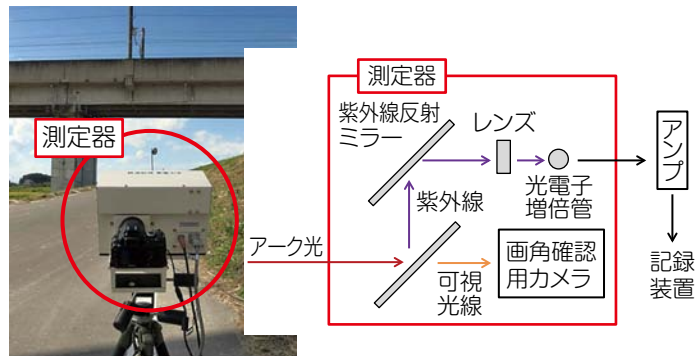 測定器
測定器
紫外線反射
ミラー
レンズ
アンプ
光電子
増倍管
紫外線
アーク光
画角確認
用カメラ
可視
光線
記録
装置